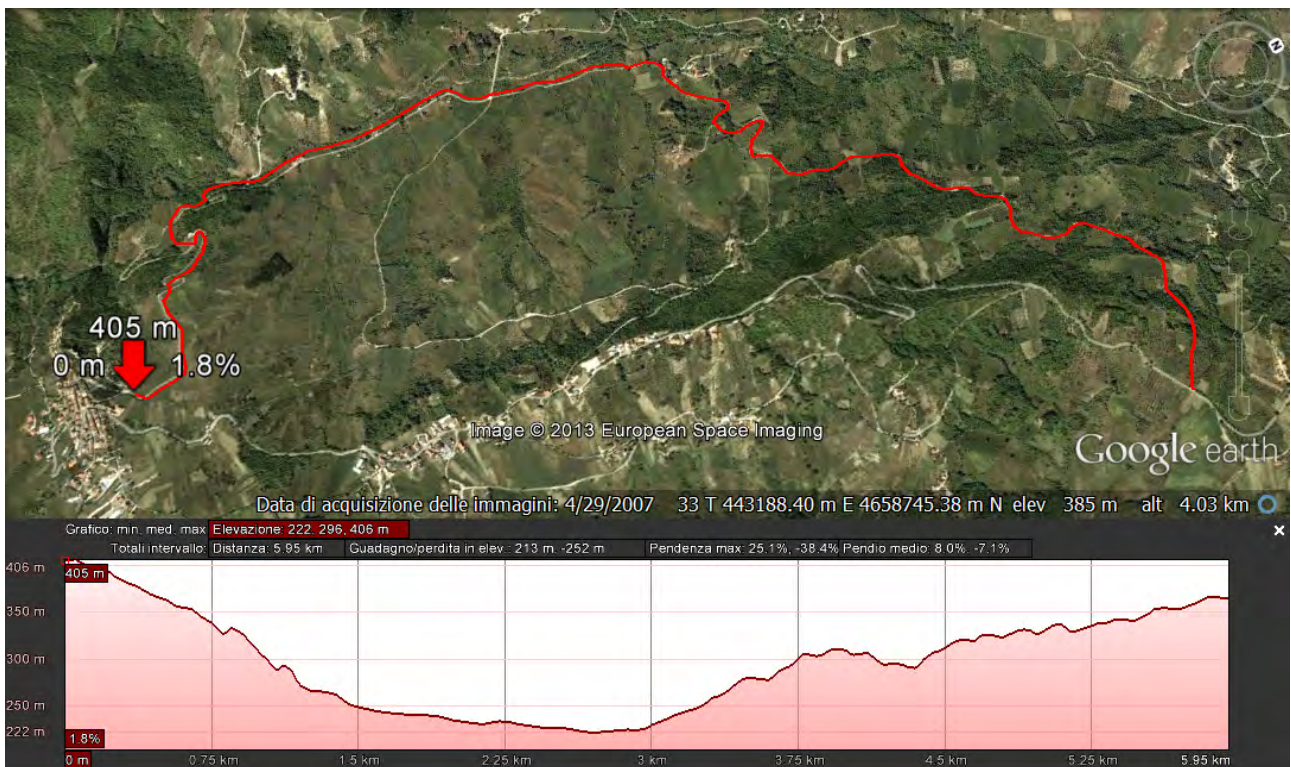 N
405 m
0 m 1.8%
Image © 2013 European Space Imaging
Google earth
Data di acquisizione delle immagini: 4/29/2007 33 T 443188.40 m E 4658745.38 m N elev 385 m alt 4.03 km
Grafico: min. med. max Elevazione: 222. 296, 406 m
Totali intervallo: Distanza: 5.95 km Guadagno/perdita in elev.: 213 m. -252 m Pendenza max: 25.1%, -38.4% Pendio medio: 8.0%. -7.1%
406 m
405 m
350 m
300 m
250 m
222 m
1.8%
0 m 0.75 km 1.5 km 2.25 km 3 km 3.75 km 4.5 km 5.25 km 5.95 km